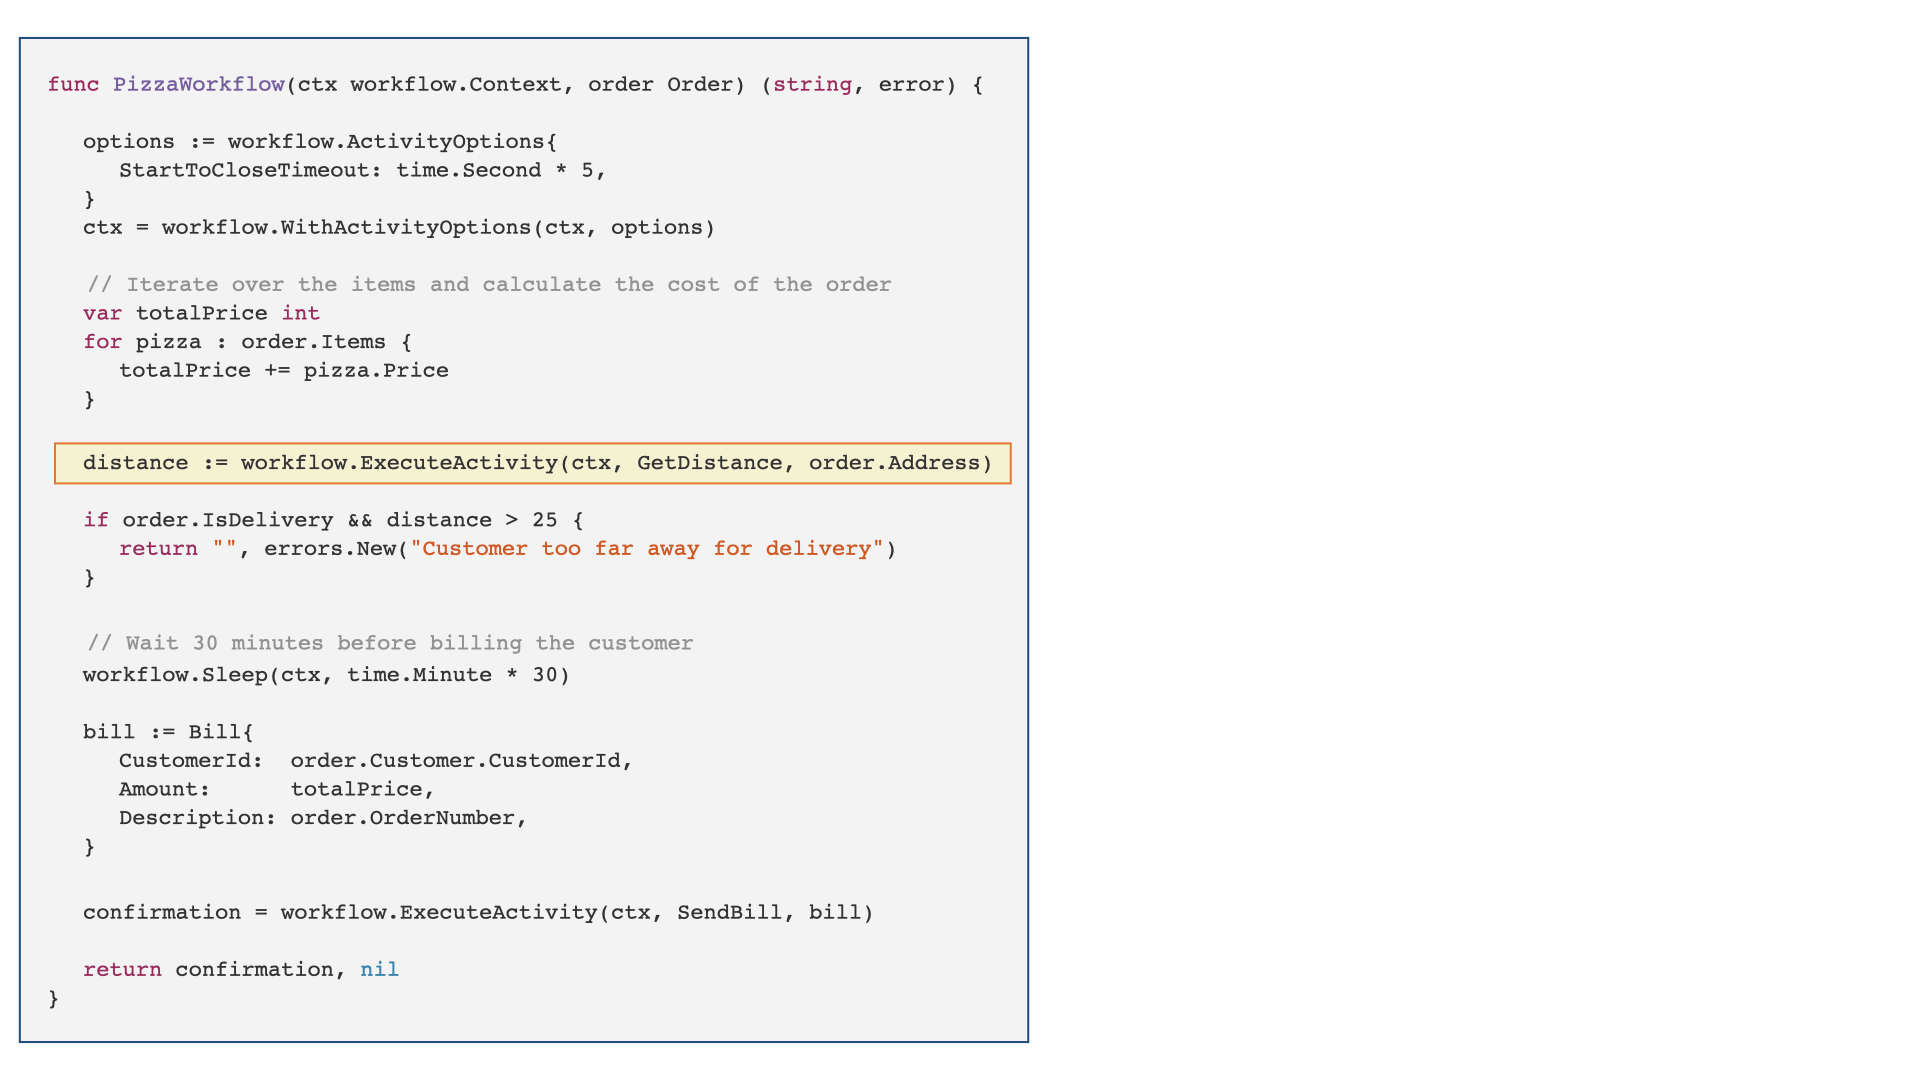 func PizzaWorkflow(ctx workflow.Context, order Order) (string, error) {
options := workflow.ActivityOptions{
StartToCloseTimeout: time.Second * 5,
}
ctx = workflow.WithActivityOptions(ctx, options)
// Iterate over the items and calculate the cost of the order
var totalPrice int
for pizza : order.Items {
totalPrice += pizza.Price
}
distance := workflow.ExecuteActivity(ctx, GetDistance, order.Address)
if order.IsDelivery && distance > 25 {
return "", errors.New("Customer too far away for delivery")
}
// Wait 30 minutes before billing the customer
workflow.Sleep(ctx, time.Minute * 30)
bill := Bill{
CustomerId:  order.Customer.CustomerId,
Amount:      totalPrice,
Description: order.OrderNumber,
}
confirmation = workflow.ExecuteActivity(ctx, SendBill, bill)
return confirmation, nil
}